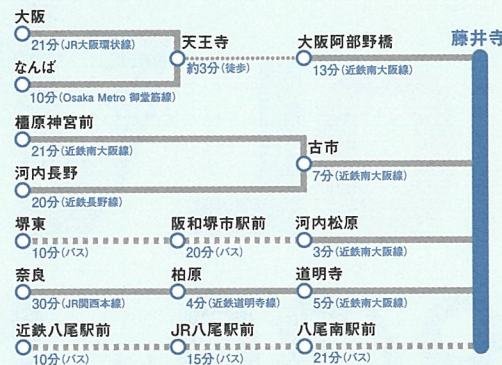 大阪
21分(JR大阪環状線)
天王寺
約3分(徒歩)
大阪阿部野橋
13分(近鉄南大阪線)
藤井寺
なんば
10分(Osaka Metro 御堂筋線)
橿原神宮前
21分(近鉄南大阪線)
古市
7分(近鉄南大阪線)
河内長野
20分(近鉄長野線)
堺東
10分(バス)
阪和堺市駅前
20分(バス)
河内松原
3分(近鉄南大阪線)
奈良
30分(JR関西本線)
柏原
4分(近鉄道明寺線)
道明寺
5分(近鉄南大阪線)
近鉄八尾駅前
10分(バス)
JR八尾駅前
15分(バス)
八尾南駅前
21分(バス)